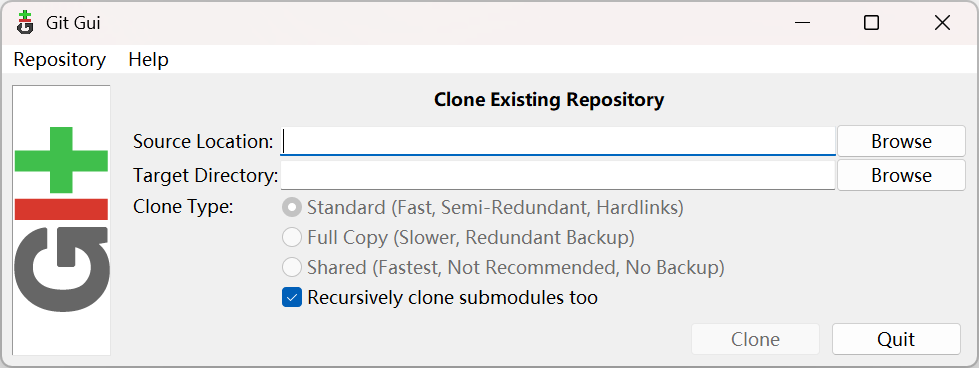 Git Gui
Repository Help
Clone Existing Repository
Source Location: Browse
Target Directory: Browse
Clone Type: Standard (Fast, Semi-Redundant, Hardlinks)
Full Copy (Slower, Redundant Backup)
Shared (Fastest, Not Recommended, No Backup)
Recursively clone submodules too
Clone Quit